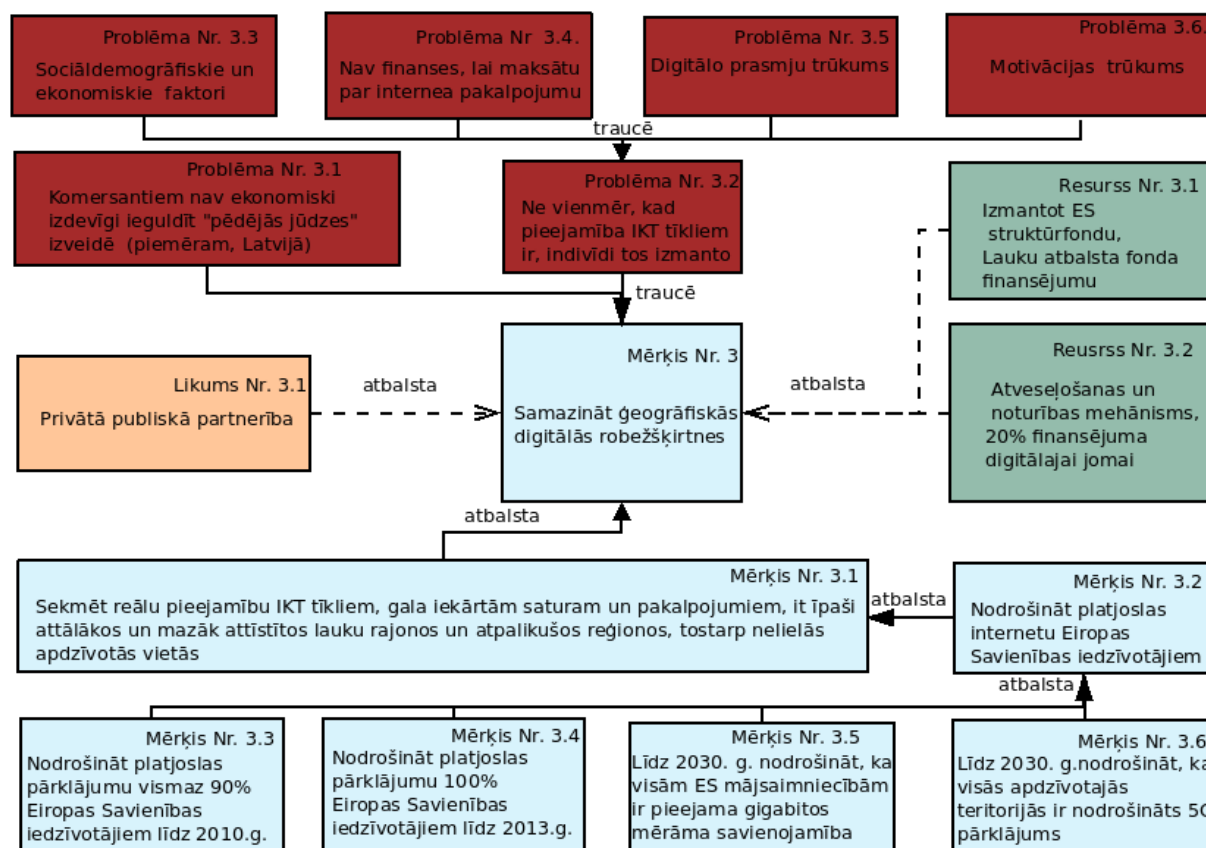 Problēma Nr. 3.3
Sociāldemogrāfiskie un
ekonomiskie faktori
Problēma Nr 3.4.
Nav finanses, lai maksātu
par internea pakalpojumu
Problēma Nr. 3.5
Digitālo prasmju trūkums
Problēma 3.6.
Motivācijas trūkums
traucē
Problēma Nr. 3.1
Komersantiem nav ekonomiski
izdevīgi ieguldīt "pēdējās jūdzes"
izveidē (piemēram, Latvijā)
Problēma Nr. 3.2
Ne vienmēr, kad
pieejamība IKT tīkliem
ir, indivīdi tos izmanto
Resurss Nr. 3.1
Izmantot ES
struktūrfondu,
Lauku atbalsta fonda
finansējumu
traucē
Likums Nr. 3.1
Privātā publiskā partnerība
atbalsta
Mērķis Nr. 3
Samazināt ģeogrāfiskās
digitālās robežšķirtnes
atbalsta
Reusrss Nr. 3.2
Atveseļošanas un
noturības mehānisms,
20% finansējuma
digitālajai jomai
atbalsta
Mērķis Nr. 3.1
Sekmēt reālu pieejamību IKT tīkliem, gala iekārtām saturam un pakalpojumiem, it īpaši
attālākos un mazāk attīstītos lauku rajonos un atpalikušos reģionos, tostarp nelielās
apdzīvotās vietās
atbalsta
Mērķis Nr. 3.2
Nodrošināt platjoslas
internetu Eiropas
Savienības iedzīvotājiem
atbalsta
Mērķis Nr. 3.3
Nodrošināt platjoslas
pārklājumu vismaz 90%
Eiropas Savienības
iedzīvotājiem līdz 2010.g.
Mērķis Nr. 3.4
Nodrošināt platjoslas
pārklājumu 100%
Eiropas Savienības
iedzīvotājiem līdz 2013.g.
Mērķis Nr. 3.5
Līdz 2030. g. nodrošināt, ka
visām ES mājsaimniecībām
ir pieejama gigabitos
mērāma savienojamība
Mērķis Nr. 3.6
Līdz 2030. g.nodrošināt, ka
visās apdzīvotajās
teritorijās ir nodrošināts 5G
pārklājums